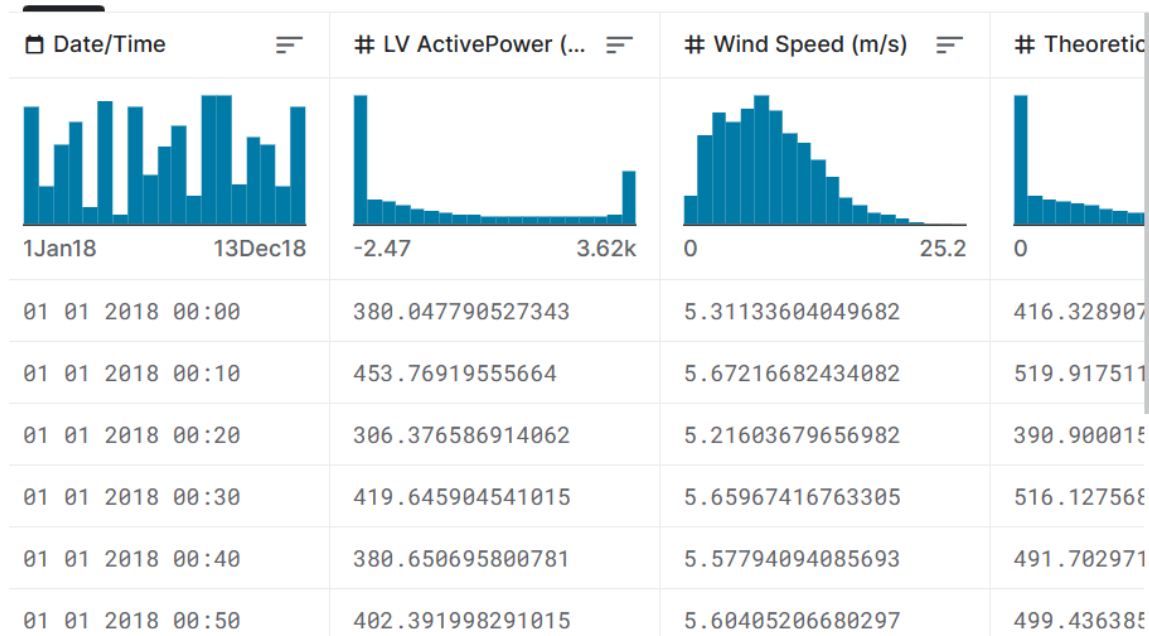 Date/Time # LV ActivePower (... # Wind Speed (m/s) # Theoretic
1Jan18 13Dec18 -2.47 3.62k 0 25.2 0
01 01 2018 00:00 380.047790527343 5.31133604049682 416.328907
01 01 2018 00:10 453.76919555664 5.67216682434082 519.917511
01 01 2018 00:20 306.376586914062 5.21603679656982 390.900015
01 01 2018 00:30 419.645904541015 5.65967416763305 516.127568
01 01 2018 00:40 380.650695800781 5.57794094085693 491.702971
01 01 2018 00:50 402.391998291015 5.60405206680297 499.436385